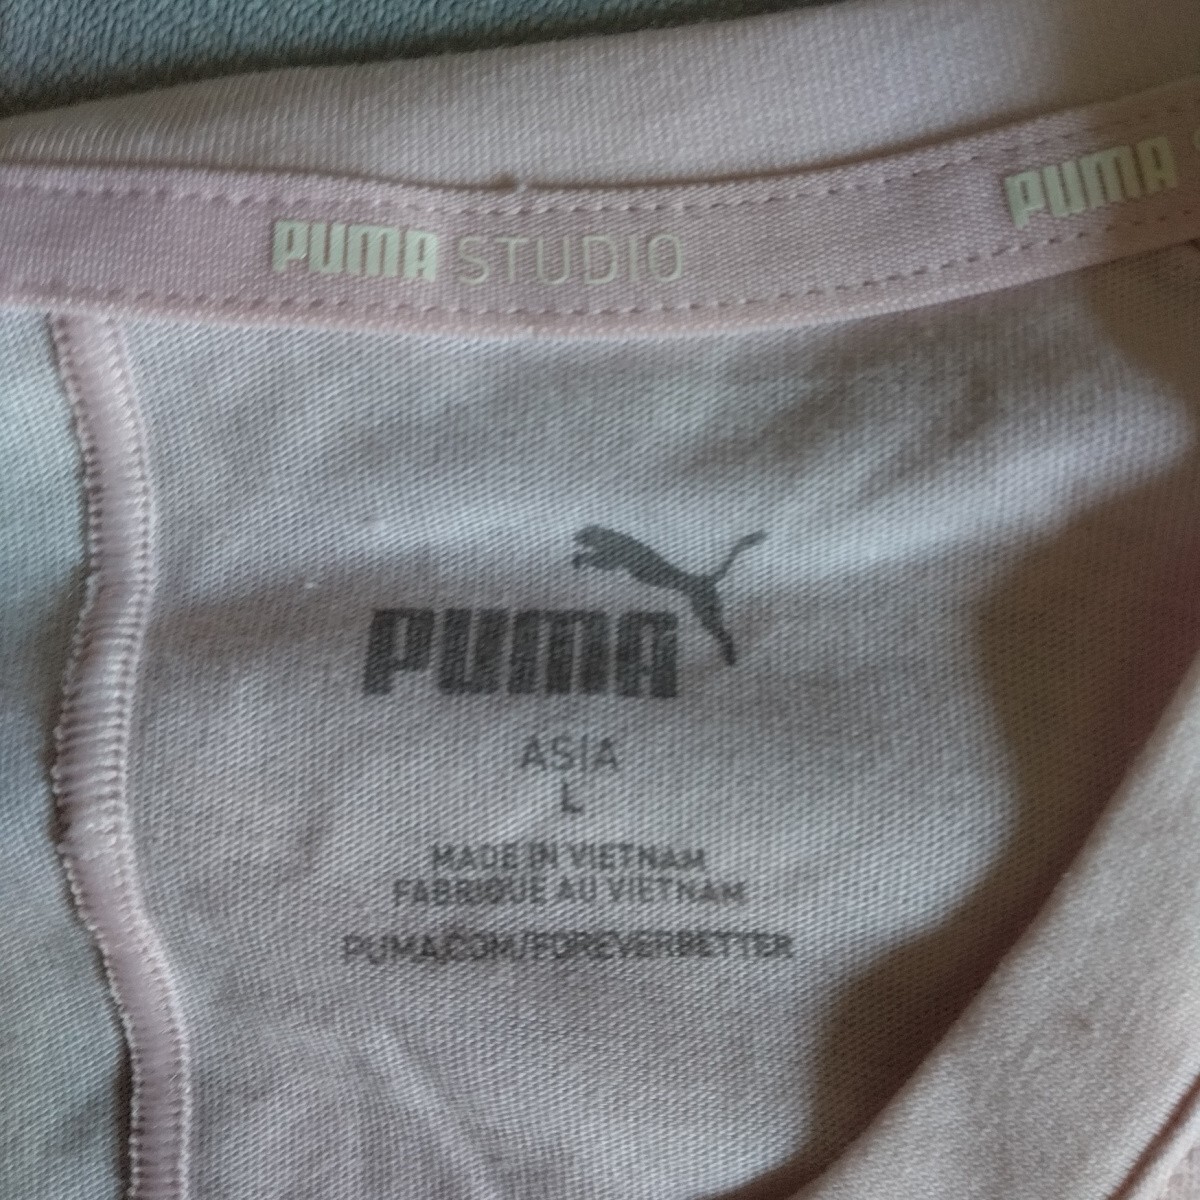 PUMA STUDIO PUMA
PUMA
ASIA
L
MADE IN VIETNAM
FABRIQUE AU VIETNAM
PUMA.COM/FOREVERBETTER